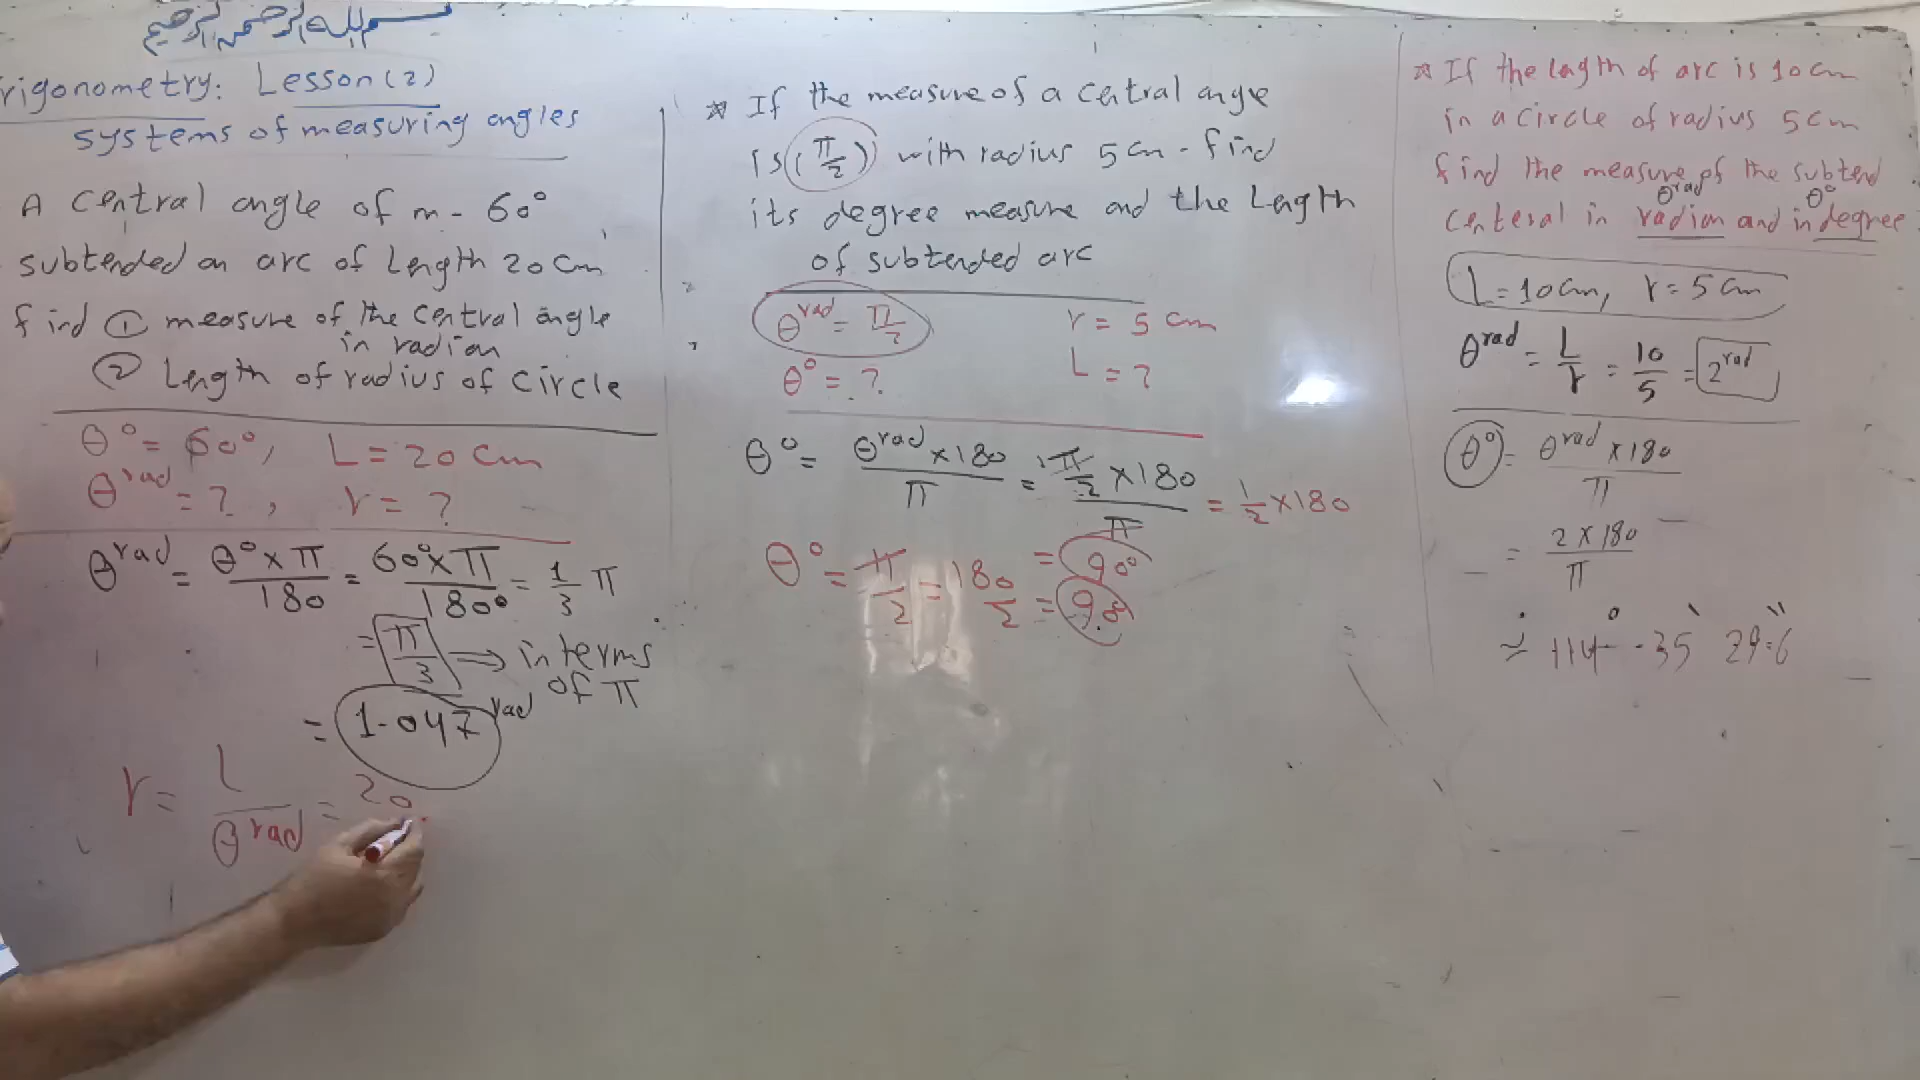 بسم الله الرحمن الرحيم
rigonometry: Lesson (2)
systems of measuring angles
A central angle of m - 60°
subtended an arc of Length 20 cm
find ① measure of the central angle
in radian
② Length of radius of circle
θ° = 60°, L = 20 cm
θ^rad = ?, r = ?
θ^rad = θ° × π / 180 = 60° × π / 180° = 1/3 π
= π/3 → in terms
of π
= 1.047 rad
r = L / θ^rad = 20
☆ If the measure of a central angle
is (π/2) with radius 5 cm - find
its degree measure and the Length
of subtended arc
θ^rad = π/2 r = 5 cm
θ° = ? L = ?
θ° = θ^rad × 180 / π = π/2 × 180 / π = 1/2 × 180
= 90°
θ° = π/2 = 180/2 = 90°
☆ If the length of arc is 10 cm
in a circle of radius 5 cm
find the measure of the subtend
θ^rad θ°
centeral in radian and in degree
L = 10 cm, r = 5 cm
θ^rad = L/r = 10/5 = 2^rad
θ° = θ^rad × 180 / π
= 2 × 180 / π
≈ 114° 35' 29.6''